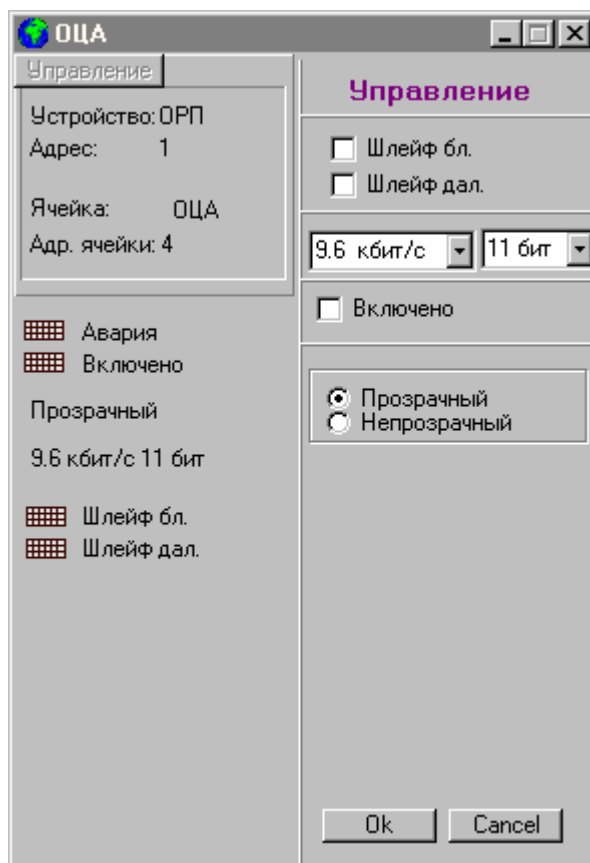 ОЦА
Управление
Устройство: ОРП
Адрес: 1
Ячейка: ОЦА
Адр. ячейки: 4
Авария
Включено
Прозрачный
9.6 кбит/с 11 бит
Шлейф бл.
Шлейф дал.
Управление
Шлейф бл.
Шлейф дал.
9.6 кбит/с 11 бит
Включено
Прозрачный
Непрозрачный
Ok Cancel